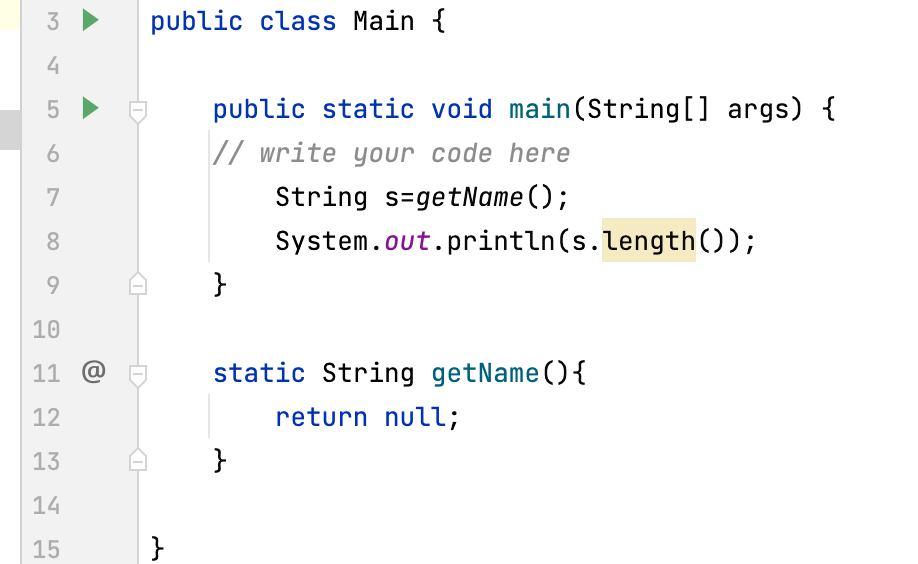 3 public class Main {
4
5 public static void main(String[] args) {
6 // write your code here
7 String s=getName();
8 System.out.println(s.length());
9 }
10
11 @ static String getName(){
12 return null;
13 }
14
15 }